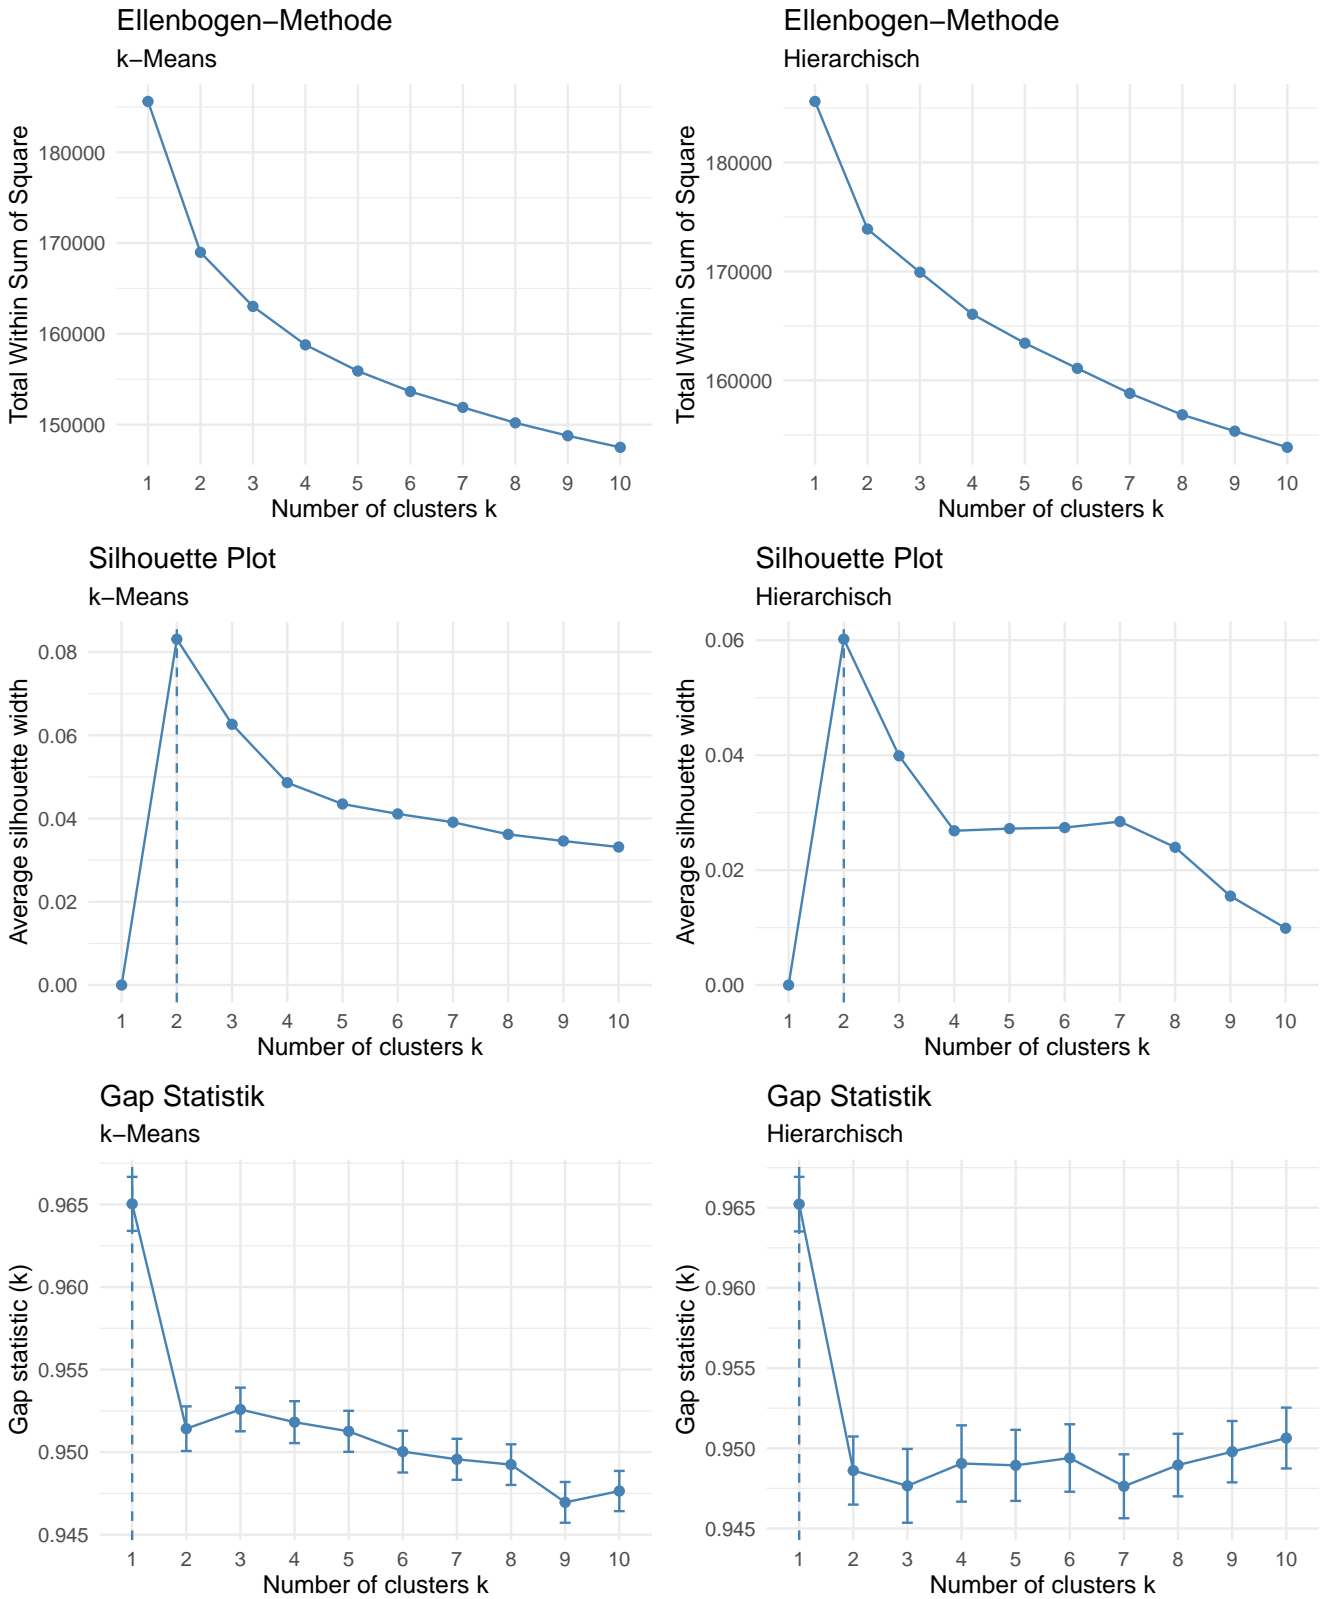 Ellenbogen−Methode
k−Means
Total Within Sum of Square
180000
170000
160000
150000
1 2 3 4 5 6 7 8 9 10
Number of clusters k
Ellenbogen−Methode
Hierarchisch
Total Within Sum of Square
180000
170000
160000
1 2 3 4 5 6 7 8 9 10
Number of clusters k
Silhouette Plot
k−Means
Average silhouette width
0.08
0.06
0.04
0.02
0.00
1 2 3 4 5 6 7 8 9 10
Number of clusters k
Silhouette Plot
Hierarchisch
Average silhouette width
0.06
0.04
0.02
0.00
1 2 3 4 5 6 7 8 9 10
Number of clusters k
Gap Statistik
k−Means
Gap statistic (k)
0.965
0.960
0.955
0.950
0.945
1 2 3 4 5 6 7 8 9 10
Number of clusters k
Gap Statistik
Hierarchisch
Gap statistic (k)
0.965
0.960
0.955
0.950
0.945
1 2 3 4 5 6 7 8 9 10
Number of clusters k